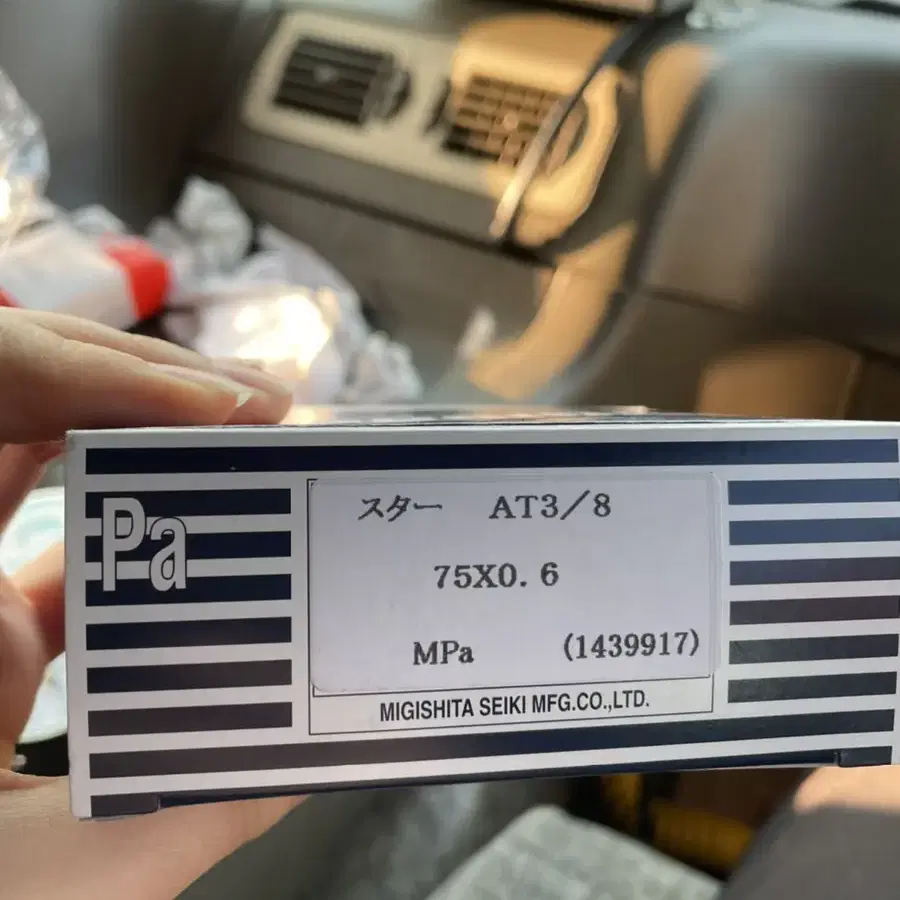 Pa
スター AT3/8
75X0.6
MPa (1439917)
MIGISHITA SEIKI MFG.CO.,LTD.